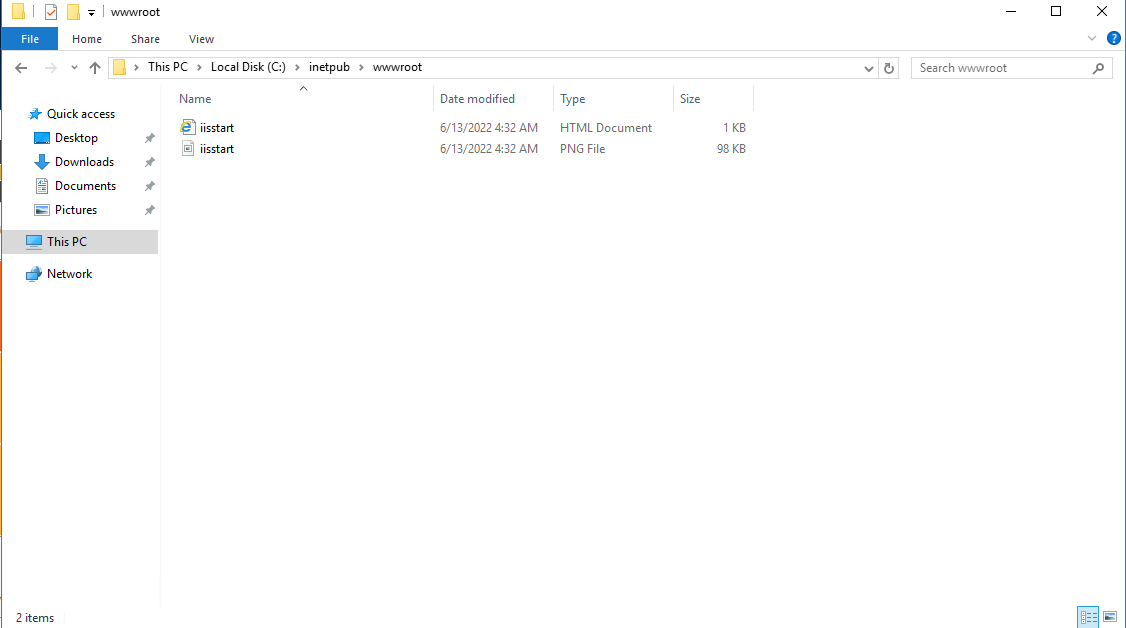 wwwroot
File Home Share View
This PC Local Disk (C:) inetpub wwwroot Search wwwroot
Name Date modified Type Size
Quick access
Desktop
Downloads
Documents
Pictures
This PC
Network
iisstart 6/13/2022 4:32 AM HTML Document 1 KB
iisstart 6/13/2022 4:32 AM PNG File 98 KB
2 items